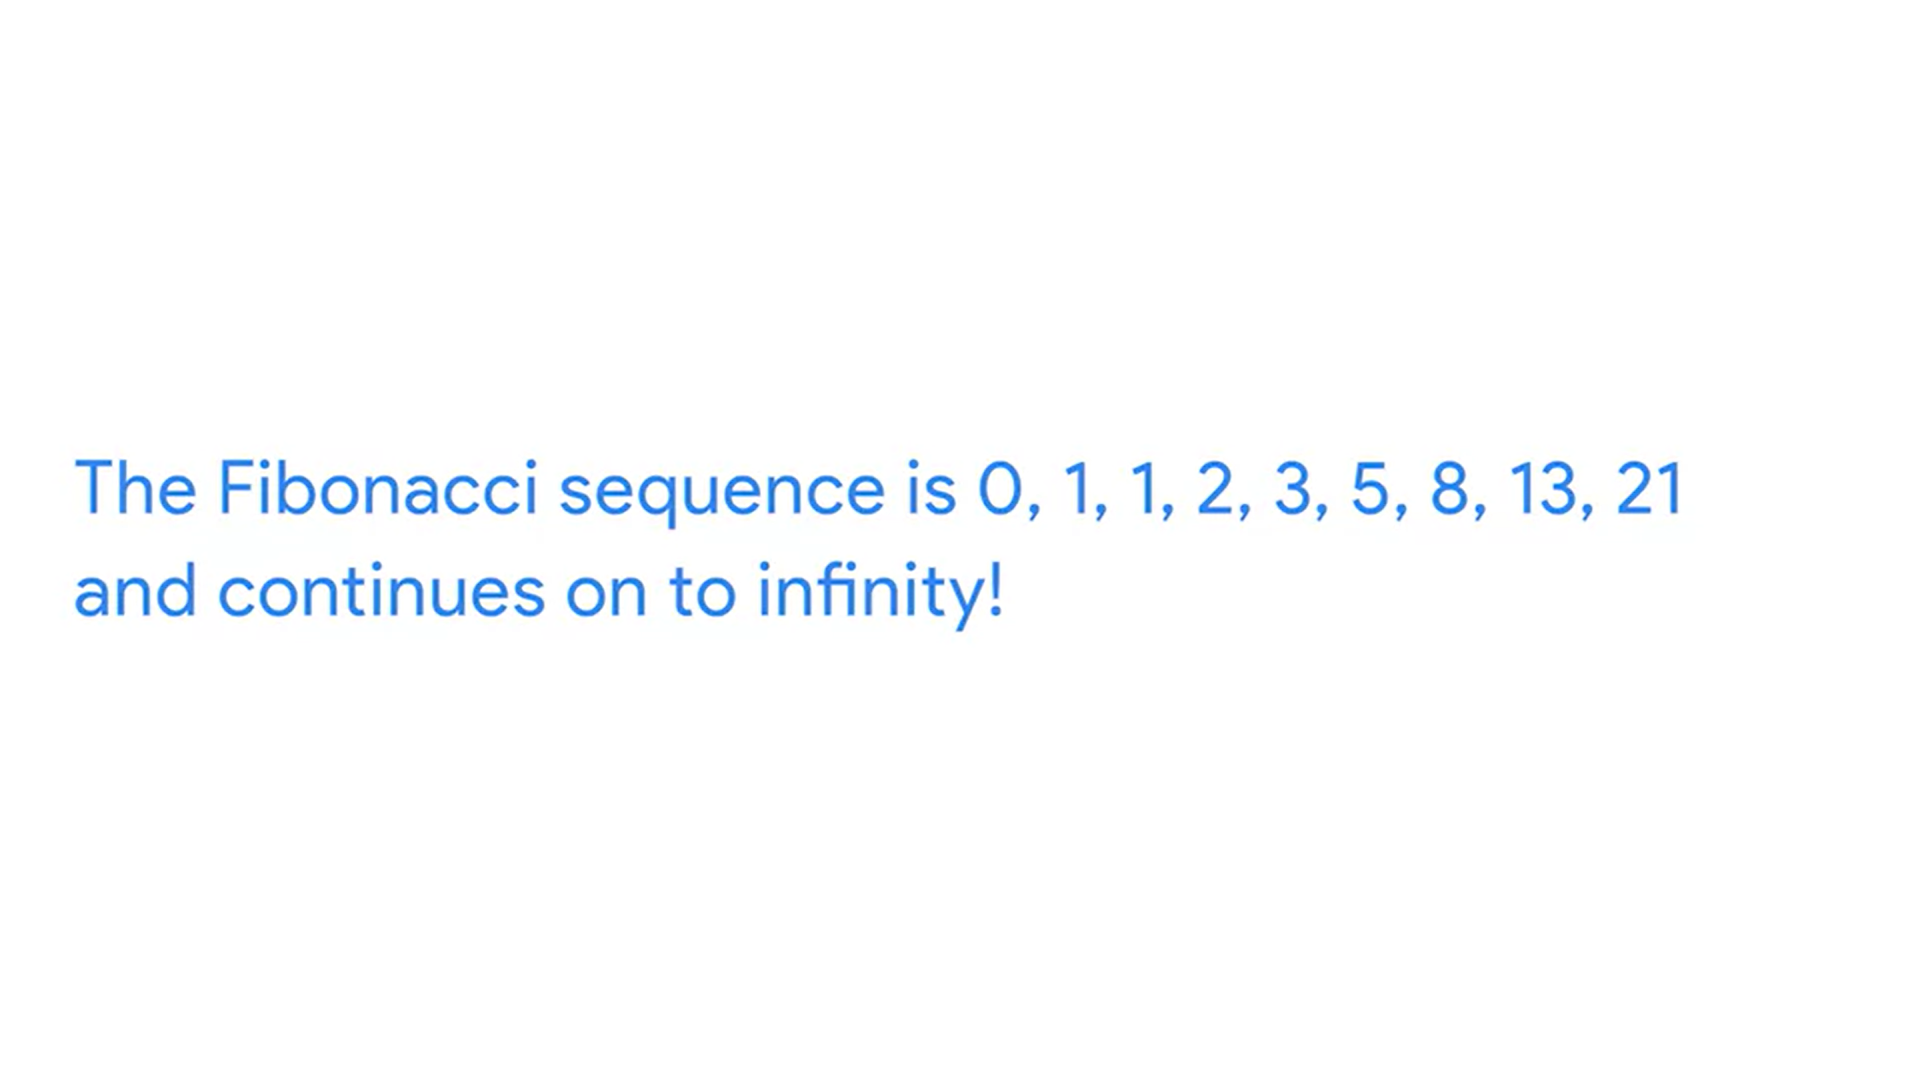 The Fibonacci sequence is 0, 1, 1, 2, 3, 5, 8, 13, 21
and continues on to infinity!